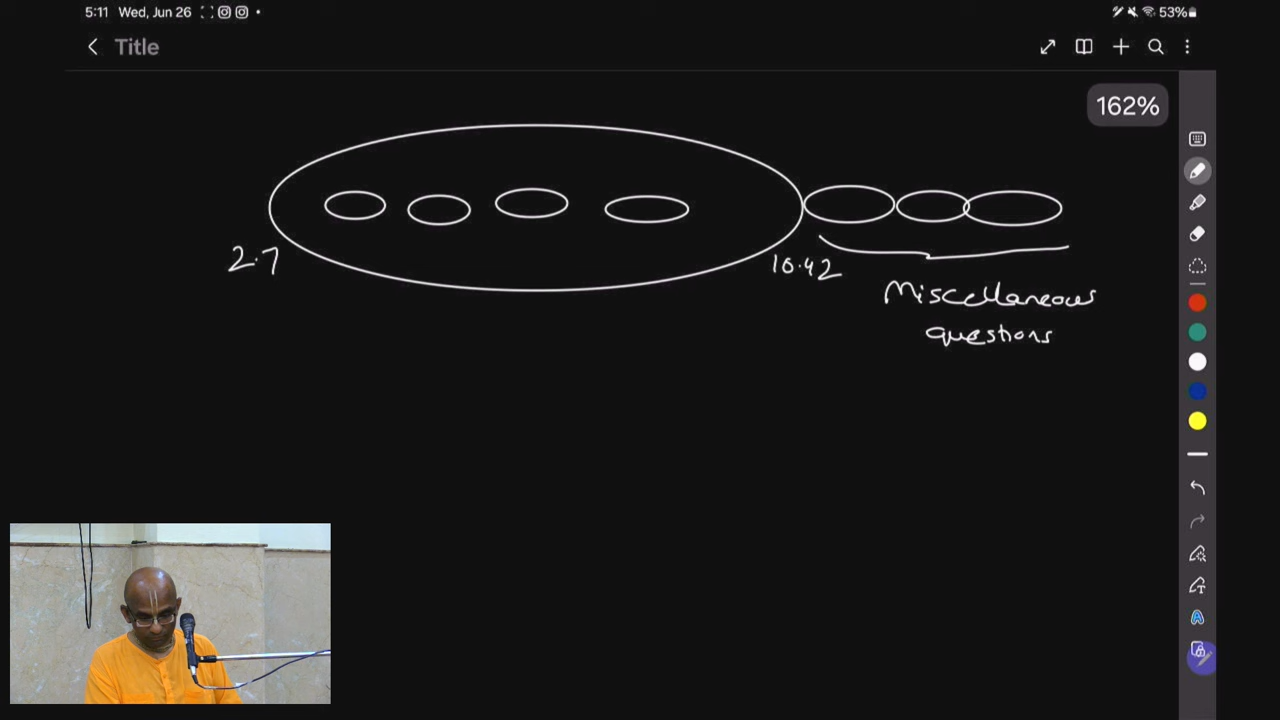 5:11 Wed, Jun 26
53%
Title
162%
2.7
10.42
Miscellaneous
questions